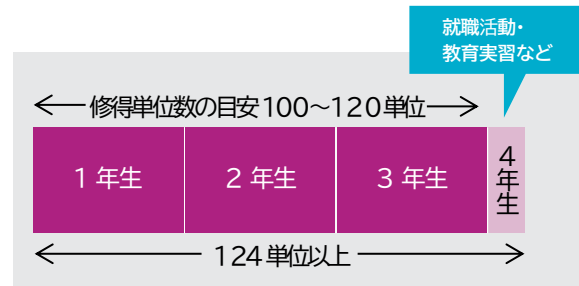 就職活動・
教育実習など
修得単位数の目安100～120単位
1年生
2年生
3年生
4年生
124単位以上